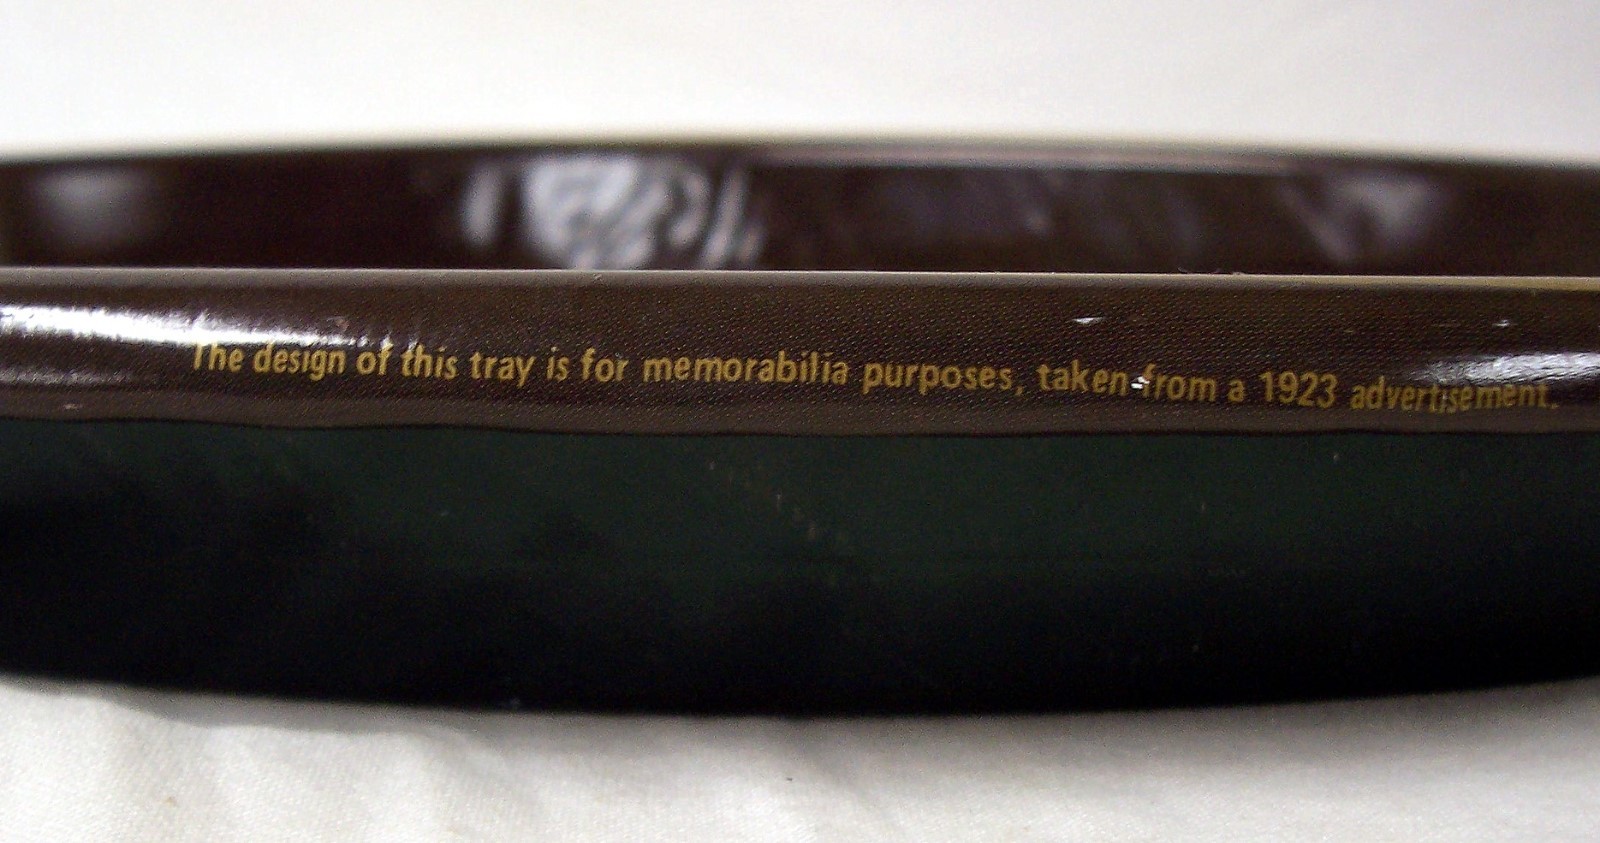 The design of this tray is for memorabilia purposes, taken from a 1923 advertisement.